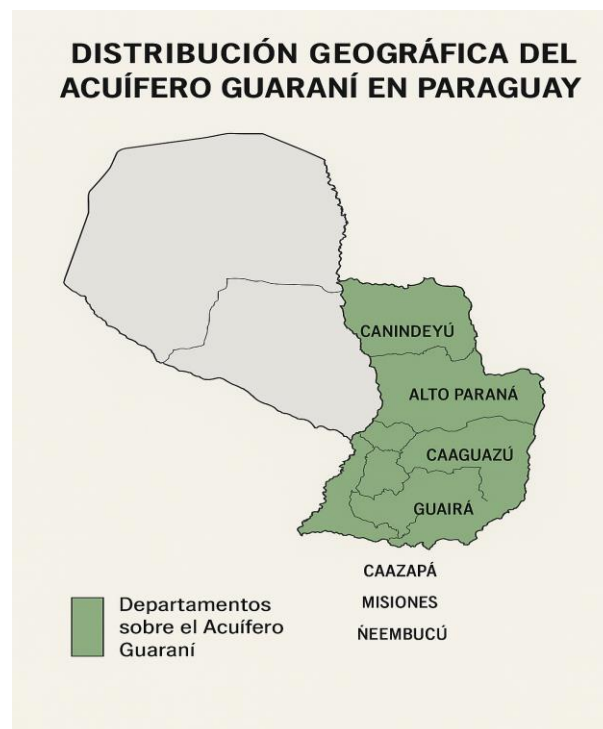 DISTRIBUCIÓN GEOGRÁFICA DEL
ACUÍFERO GUARANÍ EN PARAGUAY
CANINDEYÚ
ALTO PARANÁ
CAAGUAZÚ
GUAIRÁ
CAAZAPÁ
MISIONES
ŃEEMBUCÚ
Departamentos
sobre el Acuífero
Guaraní